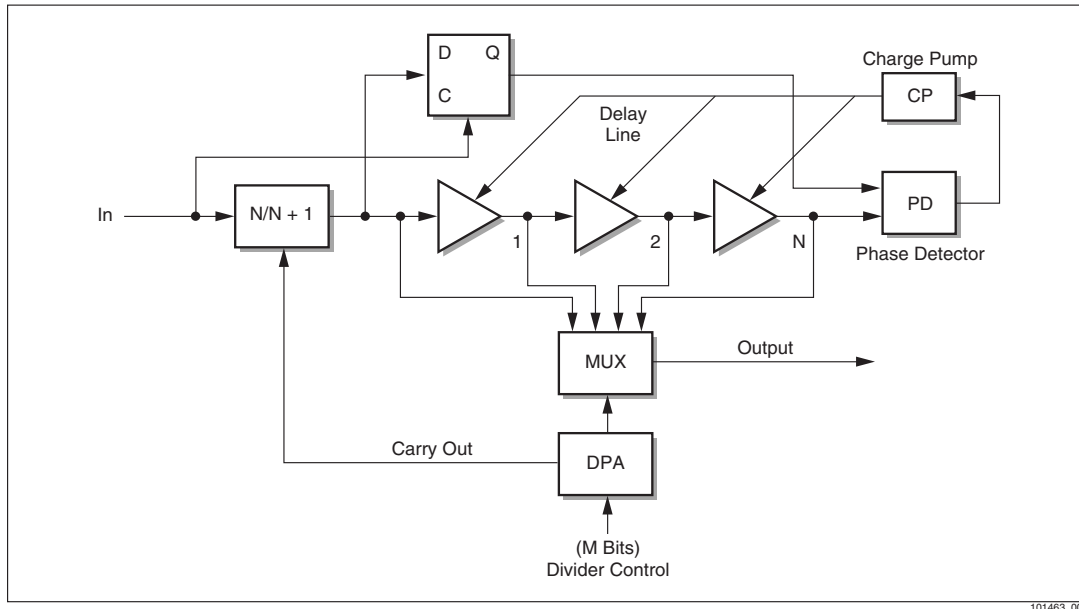 D Q
C
Charge Pump
CP
Delay
Line
In
N/N + 1
1
2
N
PD
Phase Detector
MUX
Output
Carry Out
DPA
(M Bits)
Divider Control